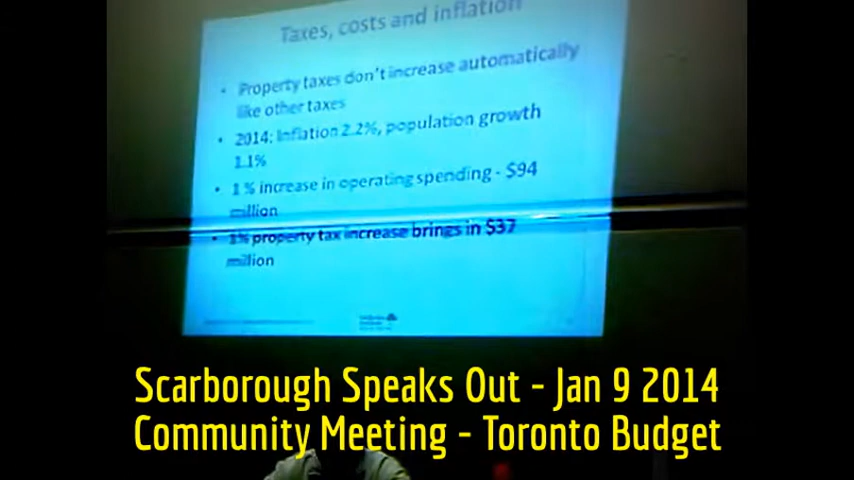 Taxes, costs and inflation
• Property taxes don't increase automatically
like other taxes
• 2014: Inflation 2.2%, population growth
1.1%
• 1 % increase in operating spending - $94
million
• 1% property tax increase brings in $37
million
Scarborough Speaks Out - Jan 9 2014
Community Meeting - Toronto Budget